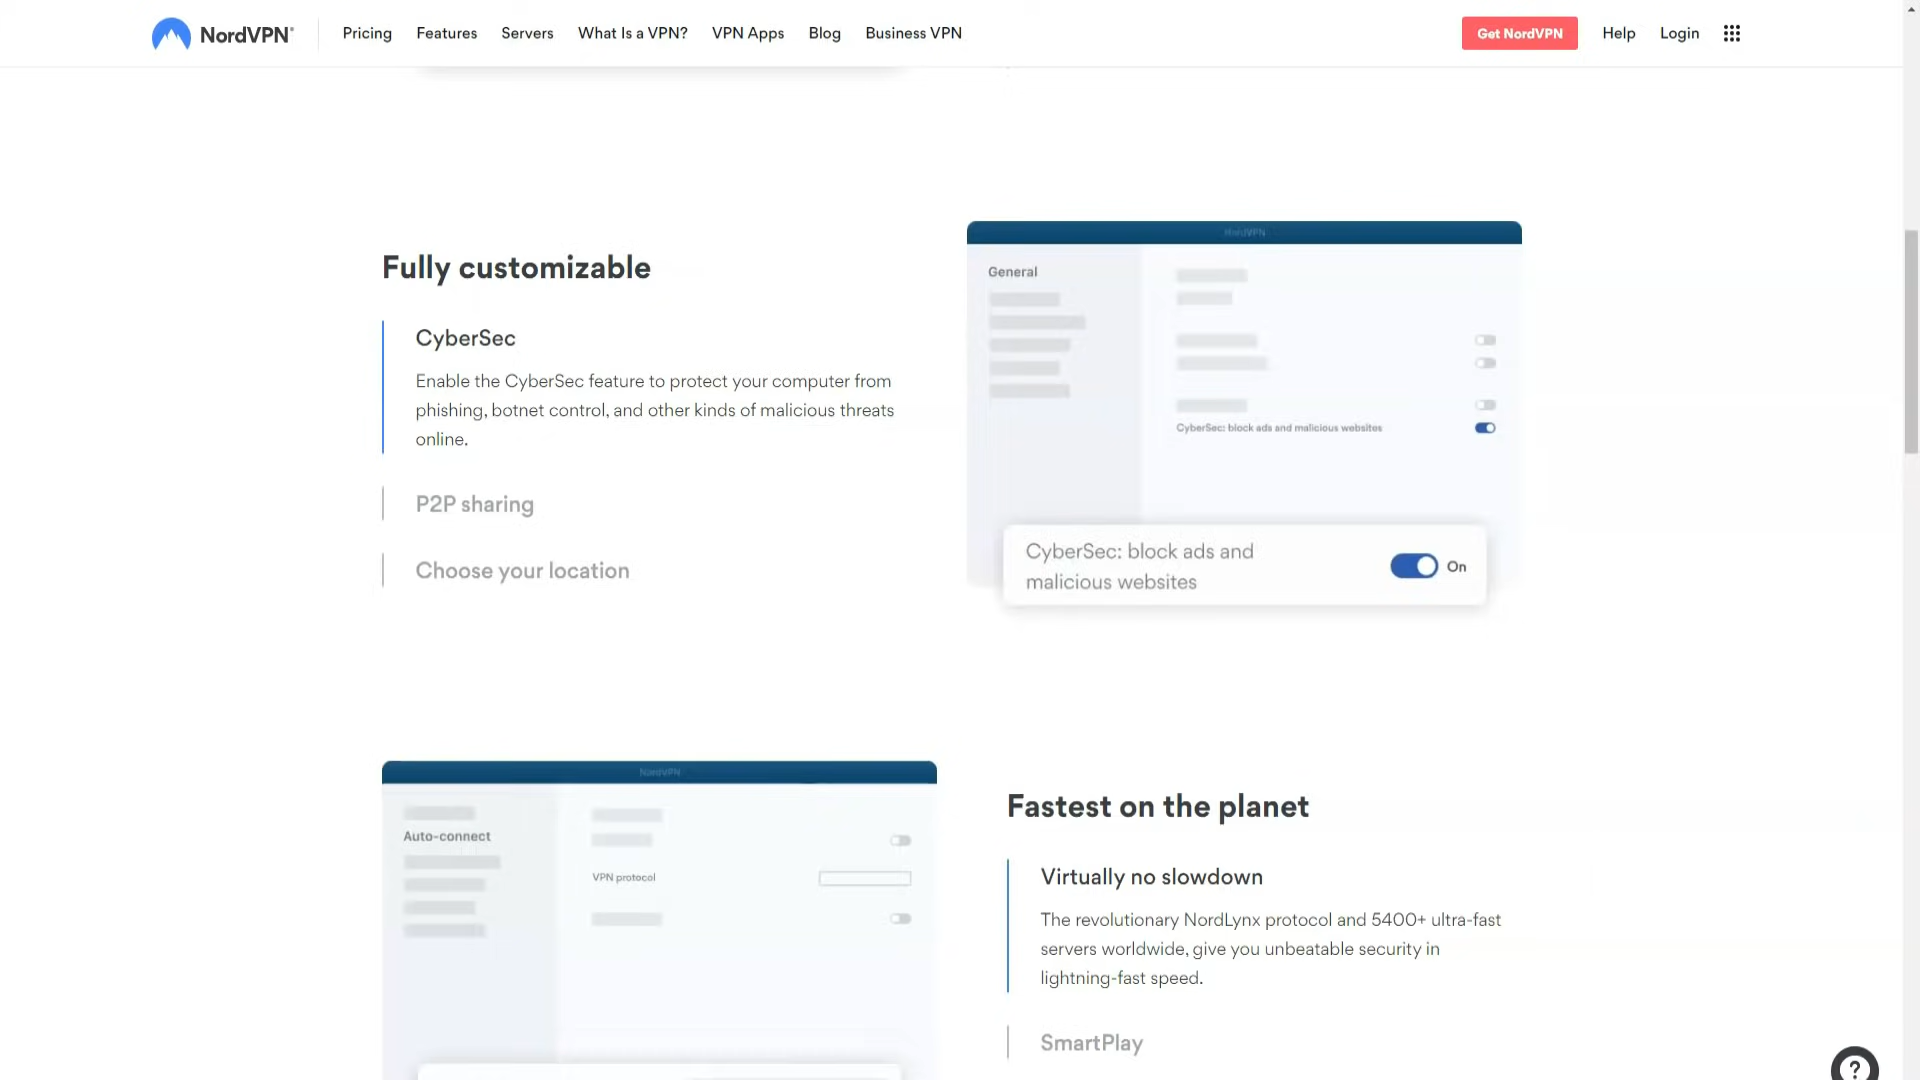 NordVPN®
Pricing
Features
Servers
What Is a VPN?
VPN Apps
Blog
Business VPN
Get NordVPN
Help
Login
Fully customizable
CyberSec
Enable the CyberSec feature to protect your computer from
phishing, botnet control, and other kinds of malicious threats
online.
P2P sharing
Choose your location
NordVPN
General
CyberSec: block ads and malicious websites
CyberSec: block ads and
malicious websites
On
NordVPN
Auto-connect
VPN protocol
Fastest on the planet
Virtually no slowdown
The revolutionary NordLynx protocol and 5400+ ultra-fast
servers worldwide, give you unbeatable security in
lightning-fast speed.
SmartPlay
?